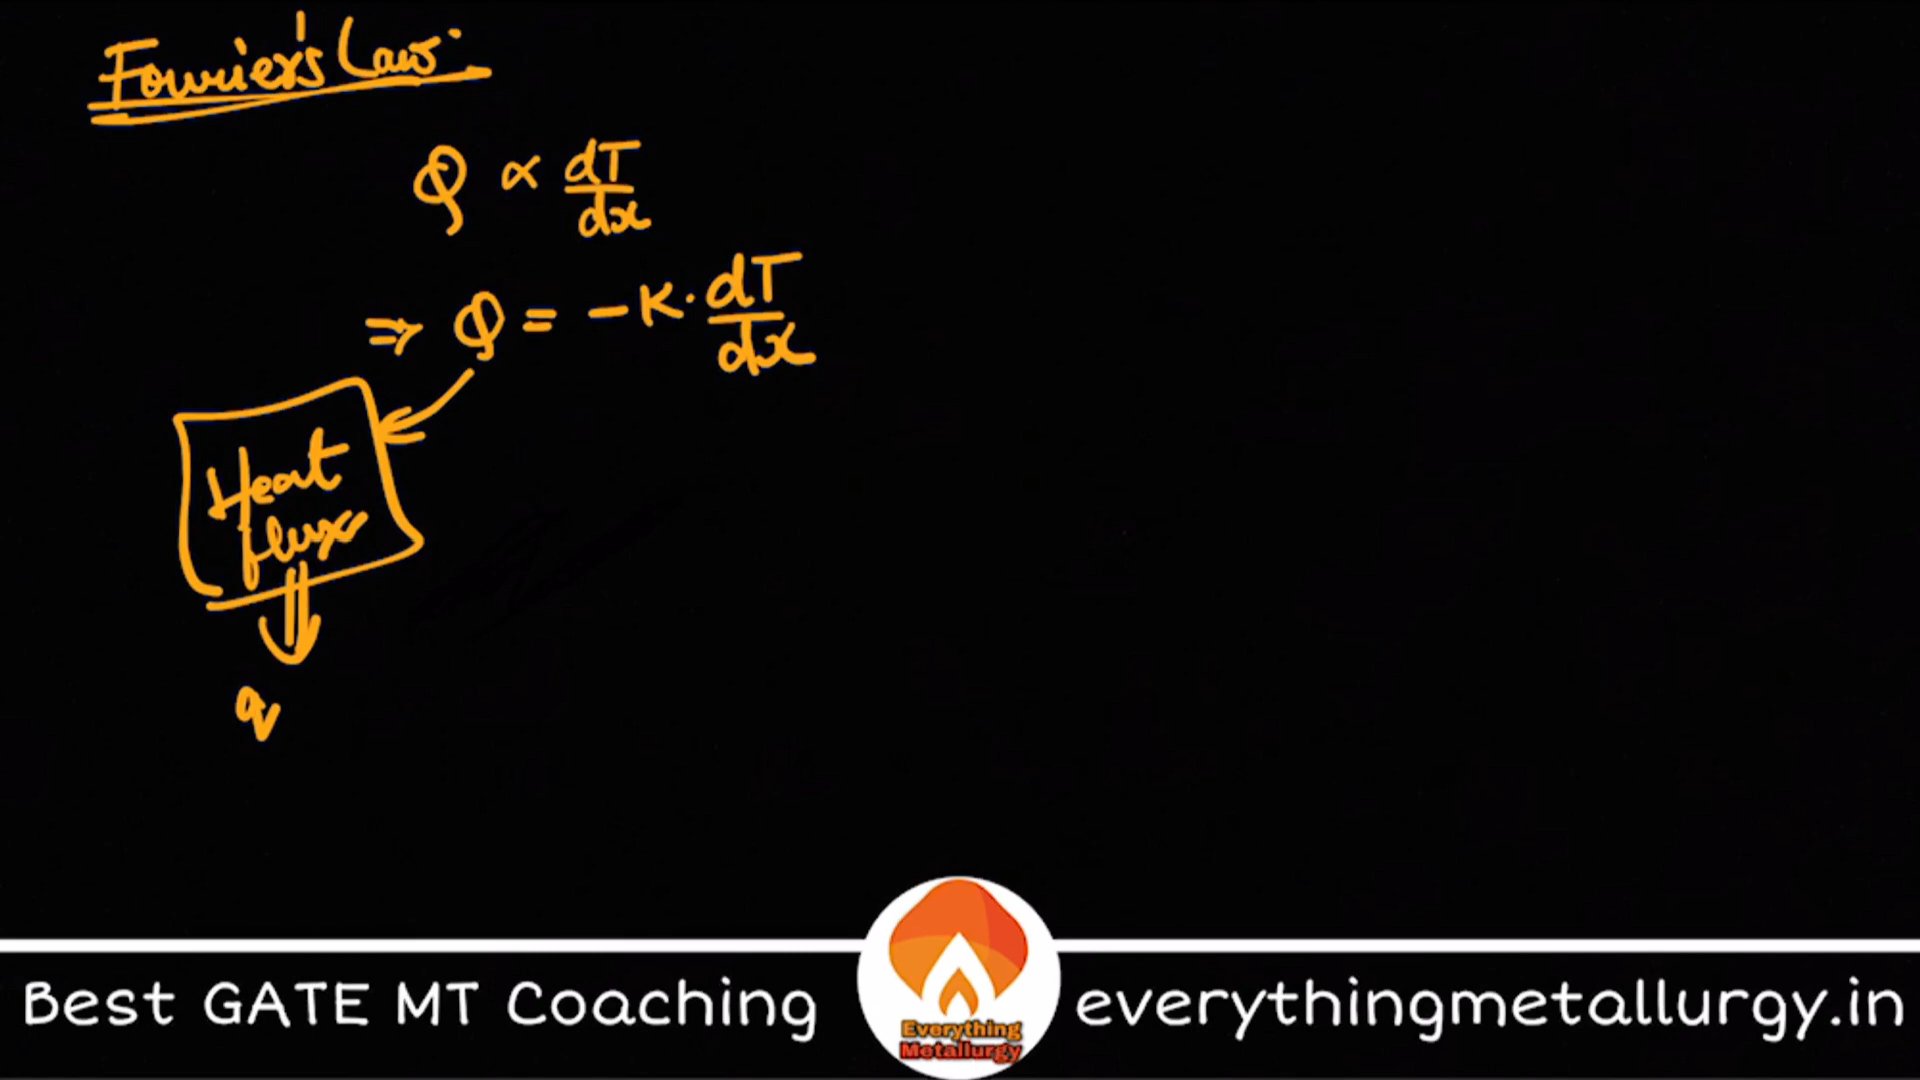 Fourier's Law:
φ ∝ dT/dx
⇒ φ = -K · dT/dx
Heat
flux
q
Best GATE MT Coaching
Everything
Metallurgy
everythingmetallurgy.in